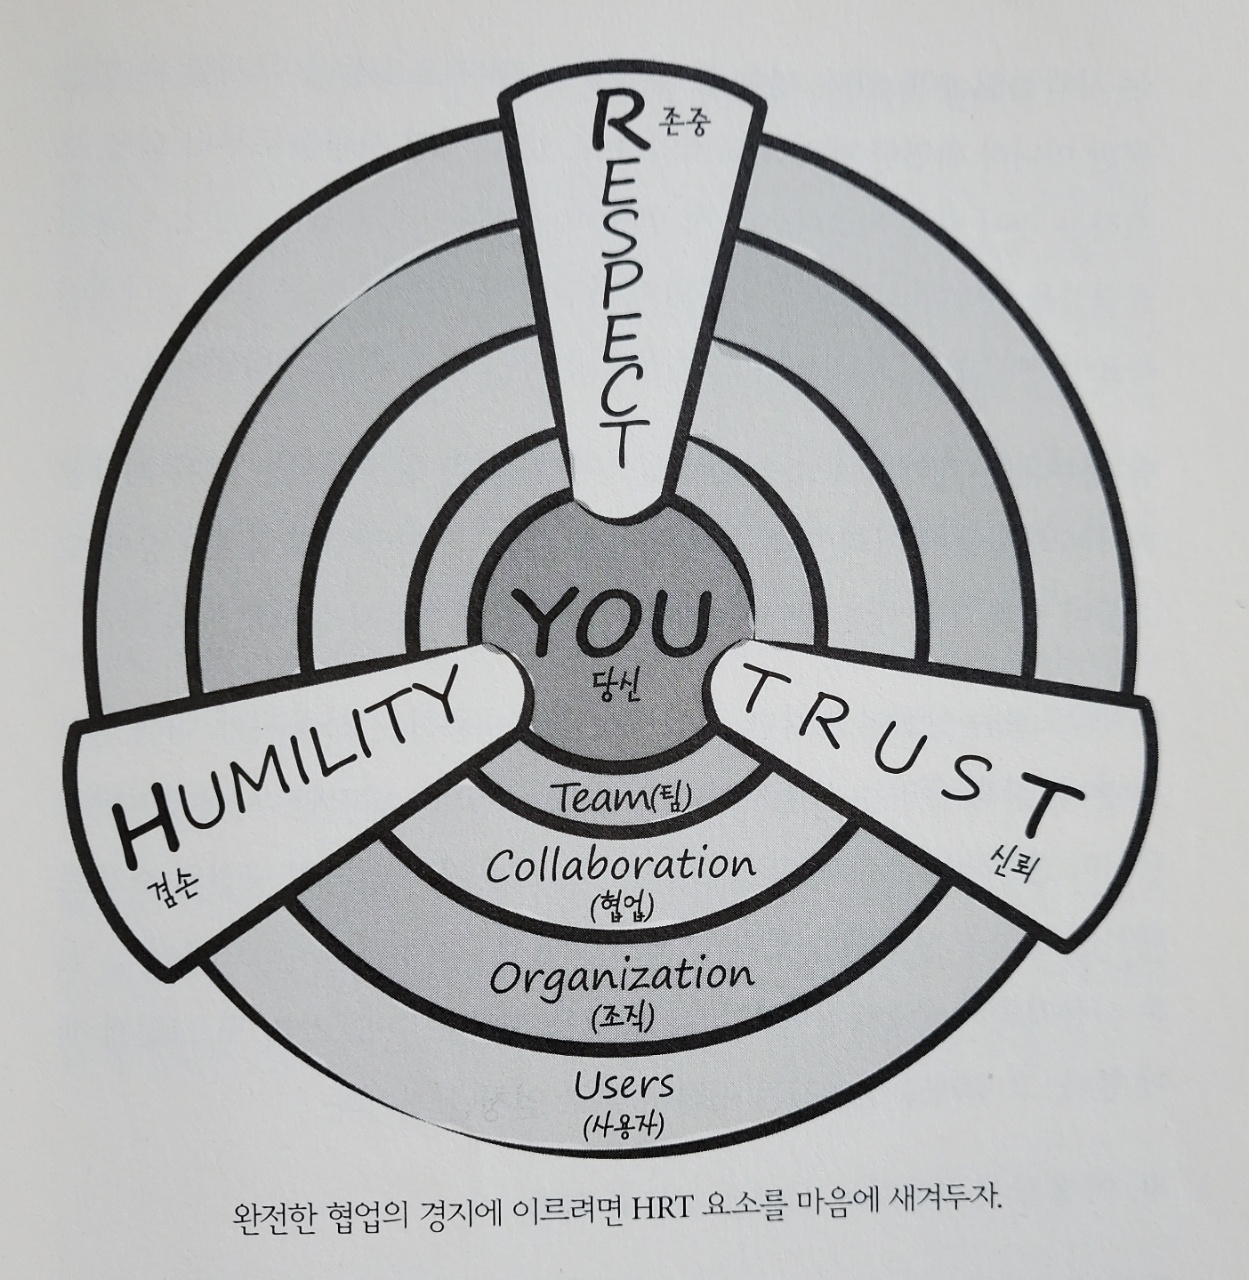 RESPECT
존중
YOU
당신
HUMILITY
겸손
TRUST
신뢰
Team(팀)
Collaboration
(협업)
Organization
(조직)
Users
(사용자)
완전한 협업의 경지에 이르려면 HRT 요소를 마음에 새겨두자.